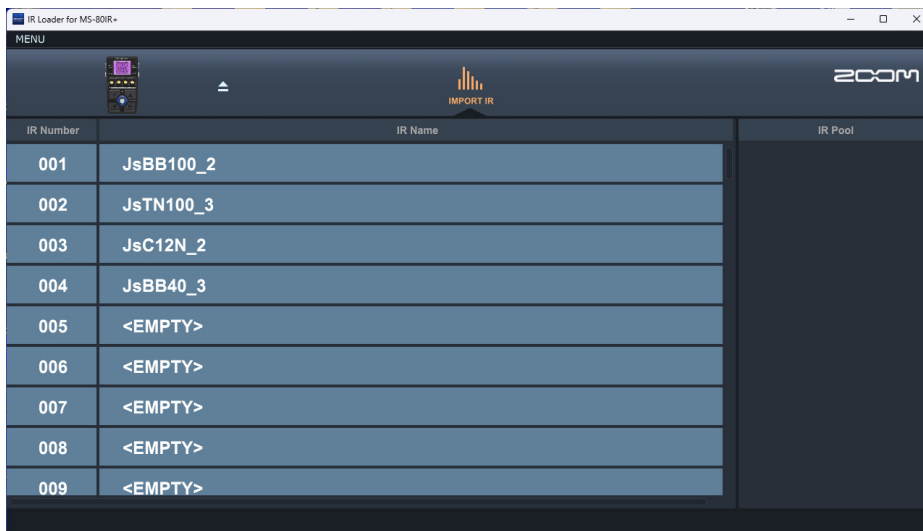 IR Loader for MS-80IR+
MENU
IMPORT IR
ZOOM
IR Number IR Name IR Pool
001 JsBB100_2
002 JsTN100_3
003 JsC12N_2
004 JsBB40_3
005 <EMPTY>
006 <EMPTY>
007 <EMPTY>
008 <EMPTY>
009 <EMPTY>